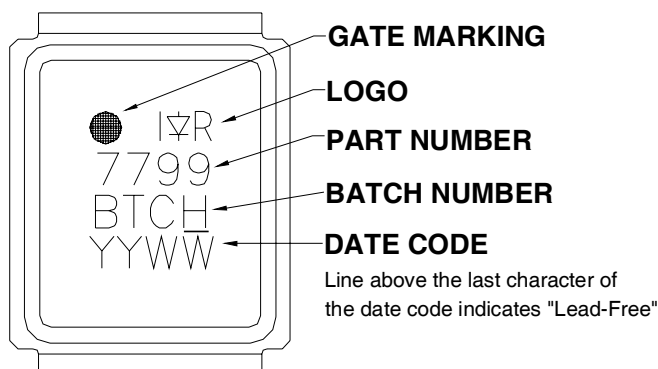 GATE MARKING
LOGO
I R
PART NUMBER
7799
BATCH NUMBER
BTCH
DATE CODE
YYWW
Line above the last character of
the date code indicates "Lead-Free"